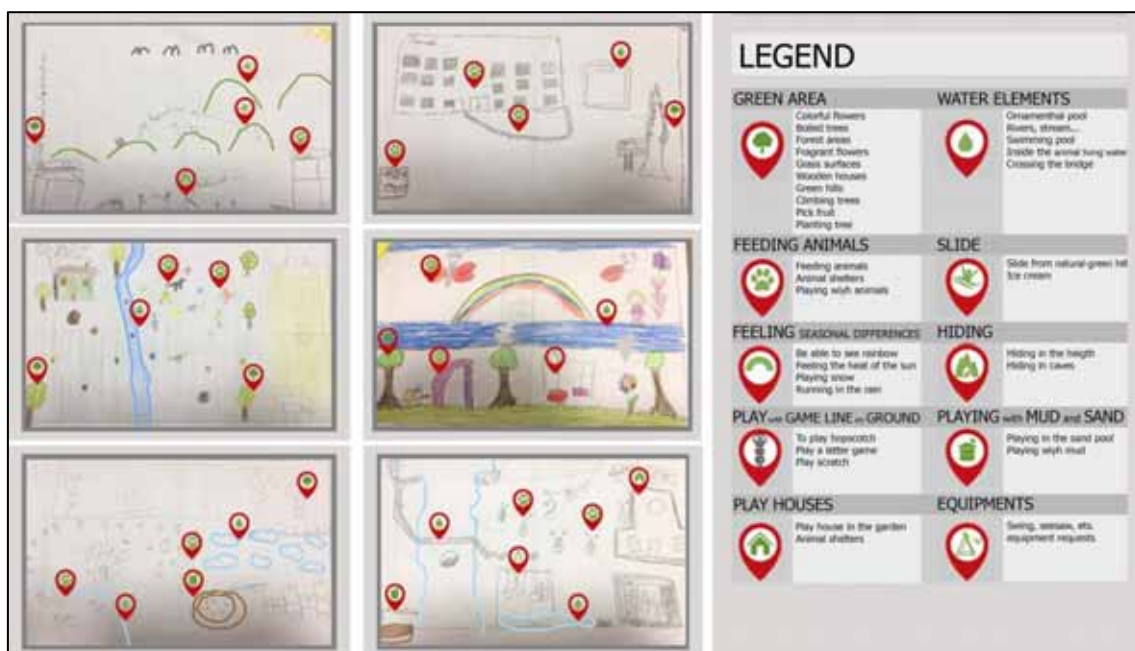 LEGEND
GREEN AREA
Colorful flowers
Boiled trees
Forest areas
Fragrant flowers
Grass surfaces
Wooden houses
Green hills
Climbing trees
Pick fruit
Planting tree
WATER ELEMENTS
Ornamenthal pool
Rivers, stream...
Swimming pool
Inside the animal living water
Crossing the bridge
FEEDING ANIMALS
Feeding animals
Animal shelters
Playing wiyh animals
SLIDE
Slide from natural-green hil
Ice cream
FEELING SEASONAL DIFFERENCES
Be able to see rainbow
Feeling the heat of the sun
Playing snow
Running in the rain
HIDING
Hiding in the heigth
Hiding in caves
PLAY with GAME LINE on GROUND
To play hopscotch
Play a letter game
Play scratch
PLAYING with MUD and SAND
Playing in the sand pool
Playing wiyh mud
PLAY HOUSES
Play house in the garden
Animal shelters
EQUIPMENTS
Swing, seesaw, ets.
equipment requests